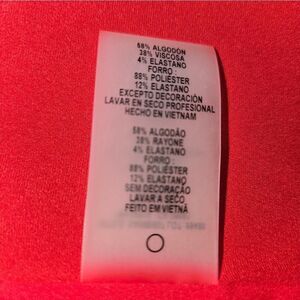 58% ALGODÓN
38% VISCOSA
4% ELASTANO
FORRO :
88% POLIÉSTER
12% ELASTANO
EXCEPTO DECORACIÓN
LAVAR EN SECO PROFESIONAL
HECHO EN VIETNAM
58% ALGODÃO
38% RAYONE
4% ELASTANO
FORRO :
88% POLIÉSTER
12% ELASTANO
SEM DECORAÇÃO
LAVAR A SECO
FEITO EM VIETNÃ